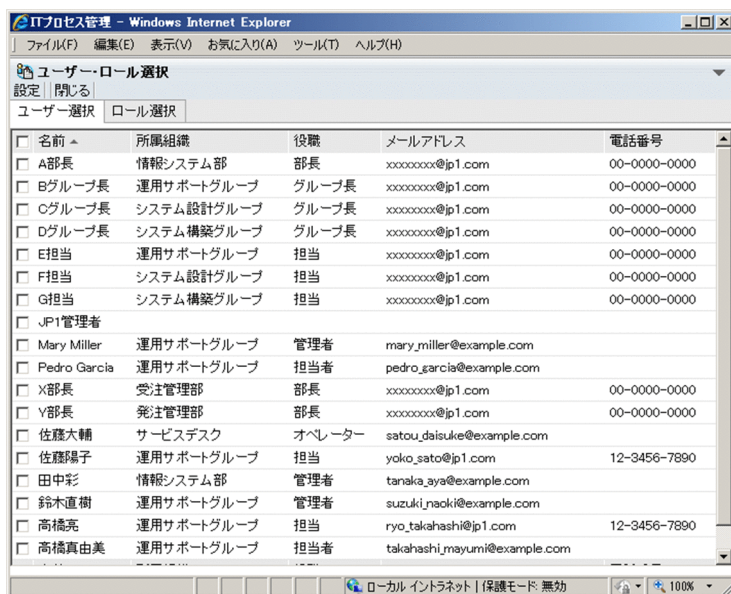 ITプロセス管理 - Windows Internet Explorer
ファイル(F) 編集(E) 表示(V) お気に入り(A) ツール(T) ヘルプ(H)
ユーザー・ロール選択
設定 閉じる
ユーザー選択 ロール選択
名前 所属組織 役職 メールアドレス 電話番号
A部長 情報システム部 部長 xxxxxxxx@jp1.com 00-0000-0000
Bグループ長 運用サポートグループ グループ長 xxxxxxxx@jp1.com 00-0000-0000
Cグループ長 システム設計グループ グループ長 xxxxxxxx@jp1.com 00-0000-0000
Dグループ長 システム構築グループ グループ長 xxxxxxxx@jp1.com 00-0000-0000
E担当 運用サポートグループ 担当 xxxxxxxx@jp1.com 00-0000-0000
F担当 システム設計グループ 担当 xxxxxxxx@jp1.com 00-0000-0000
G担当 システム構築グループ 担当 xxxxxxxx@jp1.com 00-0000-0000
JP1管理者
Mary Miller 運用サポートグループ 管理者 mary_miller@example.com
Pedro Garcia 運用サポートグループ 担当者 pedro_garcia@example.com
X部長 受注管理部 部長 xxxxxxxx@jp1.com 00-0000-0000
Y部長 発注管理部 部長 xxxxxxxx@jp1.com 00-0000-0000
佐藤大輔 サービスデスク オペレーター satou_daisuke@example.com
佐藤陽子 運用サポートグループ 担当 yoko_sato@jp1.com 12-3456-7890
田中彩 情報システム部 管理者 tanaka_aya@example.com
鈴木直樹 運用サポートグループ 管理者 suzuki_naoki@example.com
高橋亮 運用サポートグループ 担当 ryo_takahashi@jp1.com 12-3456-7890
高橋真由美 運用サポートグループ 担当者 takahashi_mayumi@example.com
ローカル イントラネット | 保護モード: 無効 100%